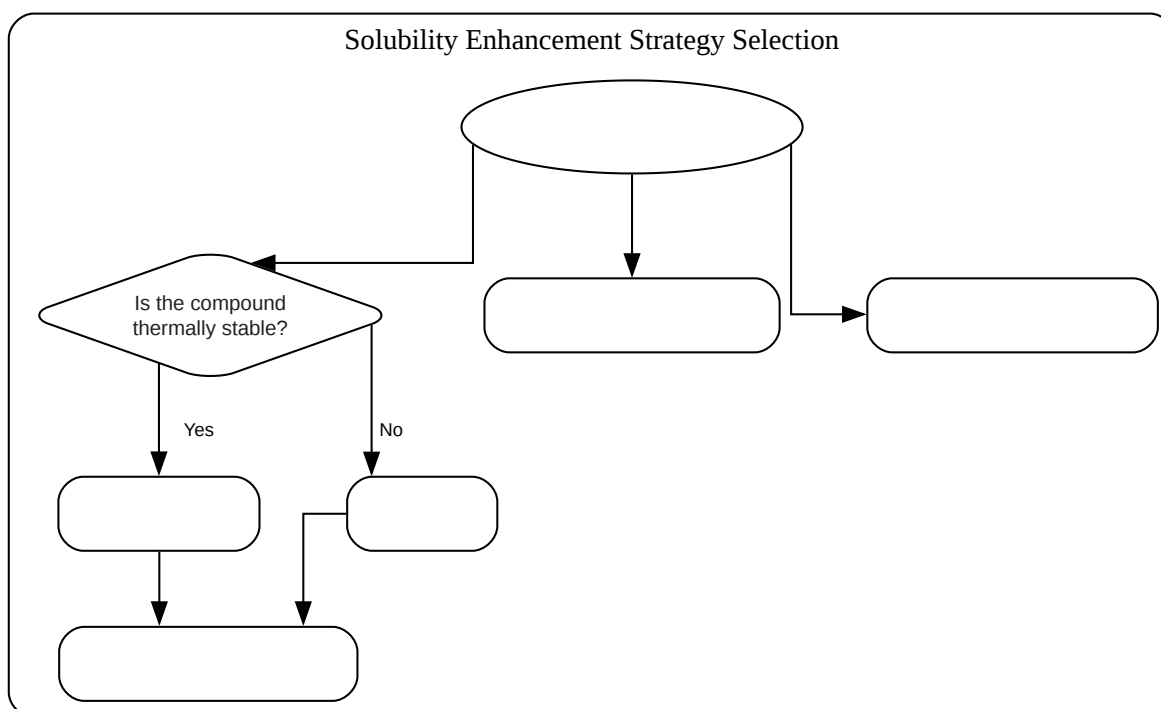 Solubility Enhancement Strategy Selection
Is the compound
thermally stable?
Yes
No